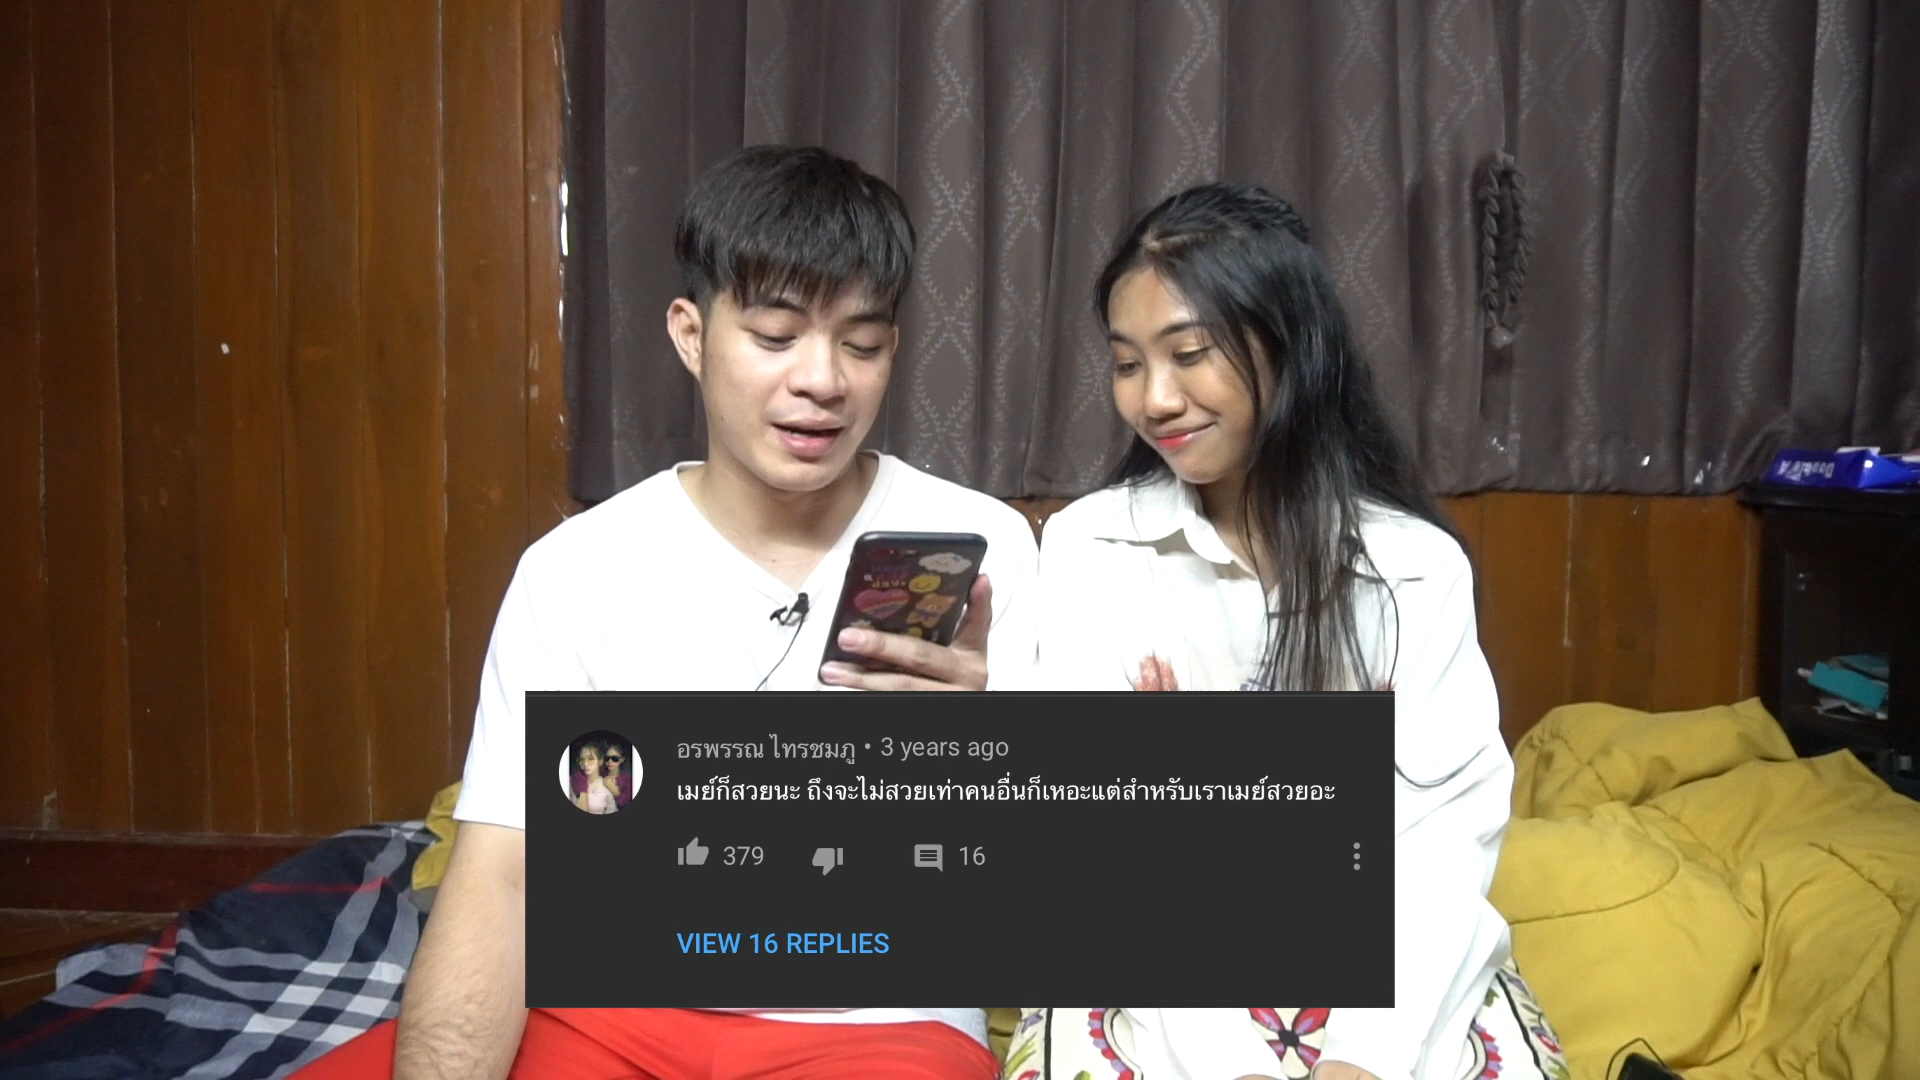 Double A
อรพรรณ ไทรชมภู • 3 years ago
เมย์ก็สวยนะ ถึงจะไม่สวยเท่าคนอื่นก็เหอะแต่สำหรับเราเมย์สวยอะ
379
16
VIEW 16 REPLIES